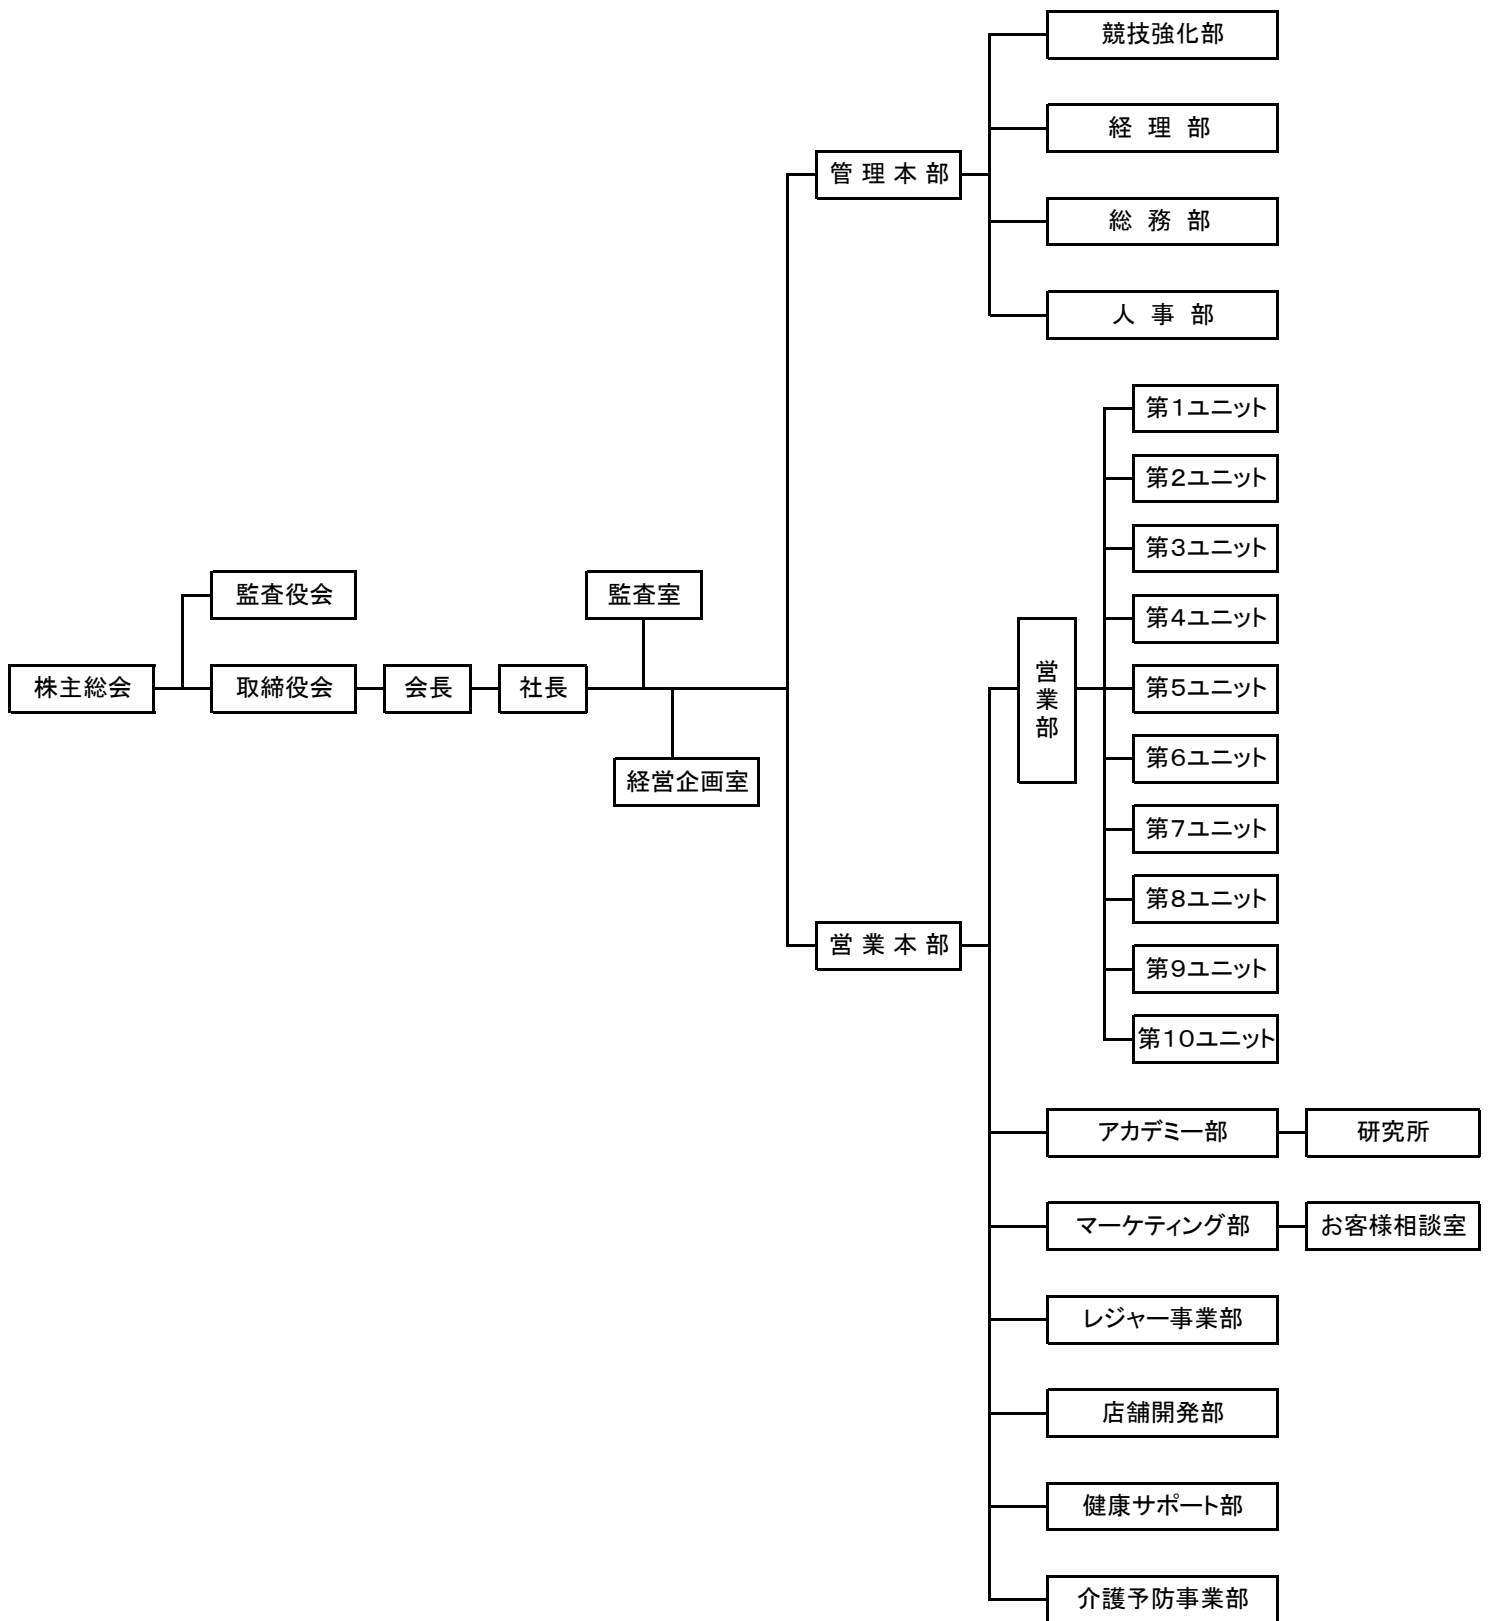 競技強化部
経 理 部
管 理 本 部
総 務 部
人 事 部
第１ユニット
第２ユニット
第３ユニット
監査役会
監査室
第４ユニット
株主総会
取締役会
会長
社長
営業部
第５ユニット
経営企画室
第６ユニット
第７ユニット
第８ユニット
営 業 本 部
第９ユニット
第１０ユニット
アカデミー部
研究所
マーケティング部
お客様相談室
レジャー事業部
店舗開発部
健康サポート部
介護予防事業部